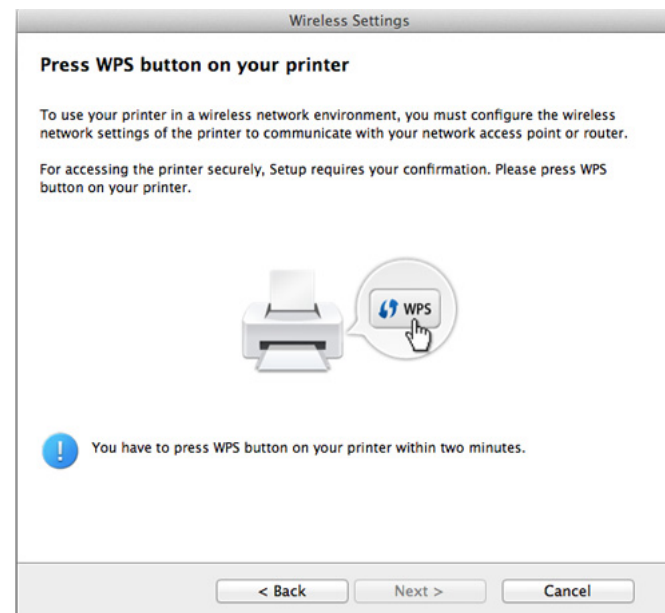 Wireless Settings
Press WPS button on your printer
To use your printer in a wireless network environment, you must configure the wireless
network settings of the printer to communicate with your network access point or router.
For accessing the printer securely, Setup requires your confirmation. Please press WPS
button on your printer.
WPS
You have to press WPS button on your printer within two minutes.
< Back
Next >
Cancel